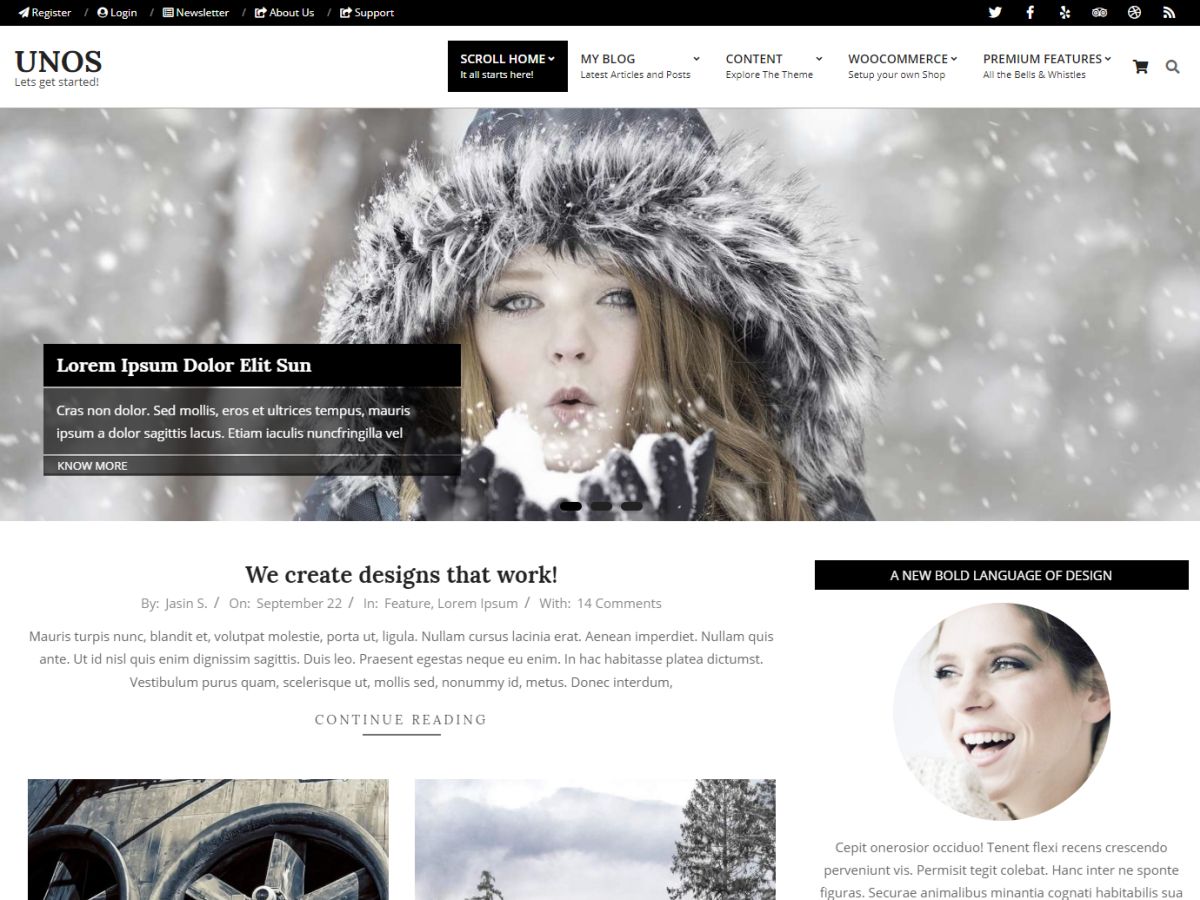 Register / Login / Newsletter / About Us / Support
UNOS
Lets get started!
SCROLL HOME
It all starts here!
MY BLOG
Latest Articles and Posts
CONTENT
Explore The Theme
WOOCOMMERCE
Setup your own Shop
PREMIUM FEATURES
All the Bells & Whistles
Lorem Ipsum Dolor Elit Sun
Cras non dolor. Sed mollis, eros et ultrices tempus, mauris
ipsum a dolor sagittis lacus. Etiam iaculis nuncfringilla vel
KNOW MORE
We create designs that work!
By: Jasin S. / On: September 22 / In: Feature, Lorem Ipsum / With: 14 Comments
Mauris turpis nunc, blandit et, volutpat molestie, porta ut, ligula. Nullam cursus lacinia erat. Aenean imperdiet. Nullam quis
ante. Ut id nisl quis enim dignissim sagittis. Duis leo. Praesent egestas neque eu enim. In hac habitasse platea dictumst.
Vestibulum purus quam, scelerisque ut, mollis sed, nonummy id, metus. Donec interdum,
CONTINUE READING
A NEW BOLD LANGUAGE OF DESIGN
Cepit onerosior occiduo! Tenent flexi recens crescendo
perveniunt vis. Permisit tegit colebat. Hanc inter ne sponte
figuras. Securae animalibus minantia cognati habitabilis sua